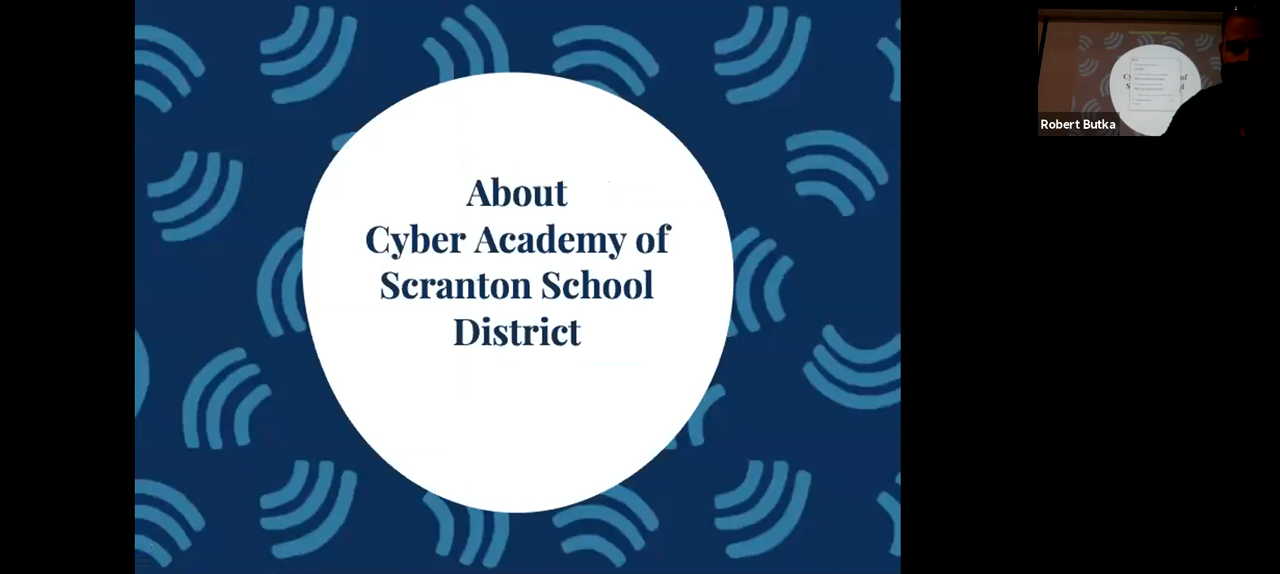 About
Cyber Academy of
Scranton School
District
Robert Butka